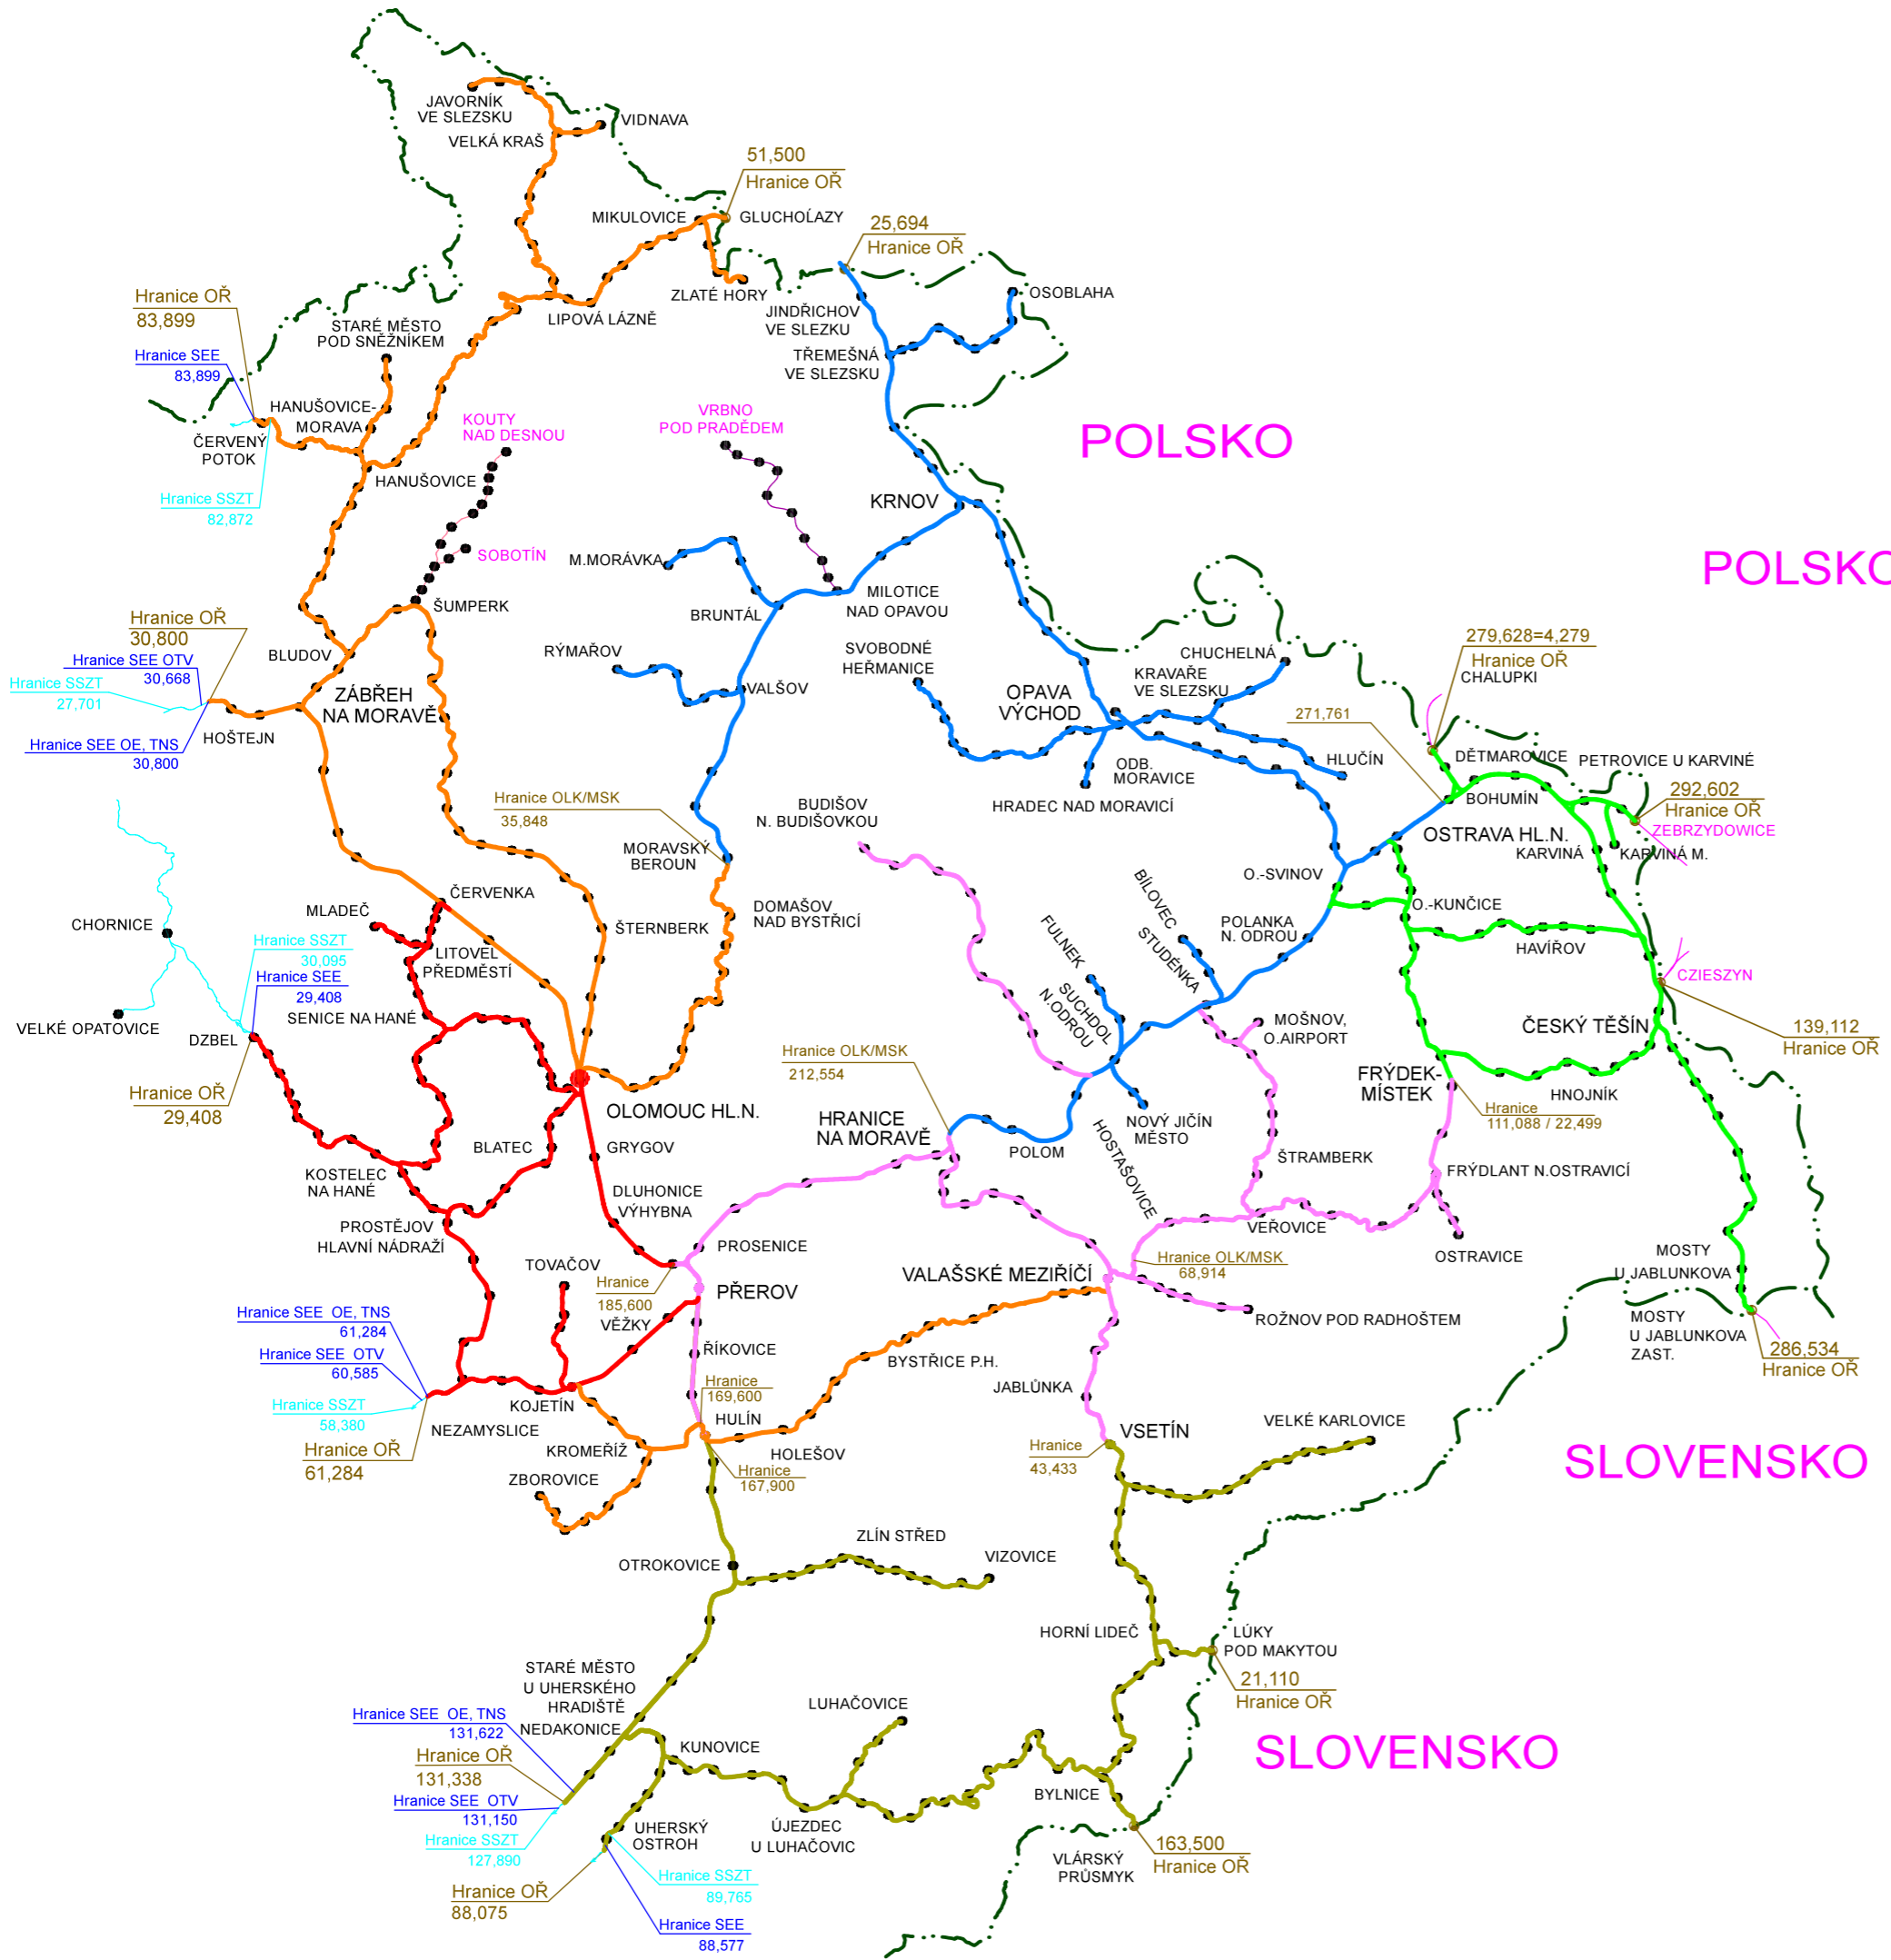 JAVORNÍK
VE SLEZSKU
VIDNAVA
VELKÁ KRAŠ
51,500
Hranice OŘ
MIKULOVICE
GLUCHOĹAZY
25,694
Hranice OŘ
ZLATÉ HORY
OSOBLAHA
Hranice OŘ
83,899
STARÉ MĚSTO
POD SNĚŽNÍKEM
LIPOVÁ LÁZNĚ
JINDŘICHOV
VE SLEZKU
Hranice SEE
83,899
TŘEMEŠNÁ
VE SLEZSKU
HANUŠOVICE-
MORAVA
KOUTY
NAD DESNOU
VRBNO
POD PRADĚDEM
POLSKO
ČERVENÝ
POTOK
HANUŠOVICE
Hranice SSZT
82,872
KRNOV
SOBOTÍN
M.MORÁVKA
POLSKO
ŠUMPERK
BRUNTÁL
MILOTICE
NAD OPAVOU
Hranice OŘ
30,800
BLUDOV
RÝMAŘOV
SVOBODNÉ
HEŘMANICE
CHUCHELNÁ
279,628=4,279
Hranice OŘ
CHALUPKI
Hranice SEE OTV
30,668
Hranice SSZT
27,701
ZÁBŘEH
NA MORAVĚ
VALŠOV
OPAVA
VÝCHOD
KRAVAŘE
VE SLEZSKU
271,761
HOŠTEJN
Hranice SEE OE, TNS
30,800
ODB.
MORAVICE
HLUČÍN
DĚTMAROVICE
PETROVICE U KARVINÉ
HRADEC NAD MORAVICÍ
Hranice OLK/MSK
35,848
BUDIŠOV
N. BUDIŠOVKOU
BOHUMÍN
292,602
Hranice OŘ
ZEBRZYDOWICE
OSTRAVA HL.N.
KARVINÁ
KARVINÁ M.
MORAVSKÝ
BEROUN
O.-SVINOV
ČERVENKA
MLADEČ
DOMAŠOV
NAD BYSTŘICÍ
BÍLOVEC
O.-KUNČICE
CHORNICE
ŠTERNBERK
FULNEK
STUDÉNKA
POLANKA
N. ODROU
HAVÍŘOV
Hranice SSZT
30,095
LITOVEL
PŘEDMĚSTÍ
Hranice SEE
29,408
CZIESZYN
SENICE NA HANÉ
SUCHDOL
N.ODROU
MOŠNOV,
O.AIRPORT
VELKÉ OPATOVICE
DZBEL
ČESKÝ TĚŠÍN
139,112
Hranice OŘ
Hranice OLK/MSK
212,554
Hranice OŘ
29,408
OLOMOUC HL.N.
FRÝDEK-
MÍSTEK
HNOJNÍK
HRANICE
NA MORAVĚ
NOVÝ JIČÍN
MĚSTO
Hranice
111,088 / 22,499
BLATEC
GRYGOV
POLOM
HOSTAŠOVICE
ŠTRAMBERK
KOSTELEC
NA HANÉ
FRÝDLANT N.OSTRAVICÍ
DLUHONICE
VÝHYBNA
PROSTĚJOV
HLAVNÍ NÁDRAŽÍ
PROSENICE
VEŘOVICE
OSTRAVICE
TOVAČOV
Hranice
185,600
Hranice OLK/MSK
68,914
MOSTY
U JABLUNKOVA
VALAŠSKÉ MEZIŘÍČÍ
PŘEROV
VĚŽKY
Hranice SEE OE, TNS
61,284
ROŽNOV POD RADHOŠTEM
MOSTY
U JABLUNKOVA
ZAST.
286,534
Hranice OŘ
Hranice SEE OTV
60,585
ŘÍKOVICE
BYSTŘICE P.H.
Hranice
169,600
JABLŮNKA
Hranice SSZT
58,380
KOJETÍN
NEZAMYSLICE
HULÍN
VSETÍN
VELKÉ KARLOVICE
Hranice OŘ
61,284
KROMEŘÍŽ
HOLEŠOV
Hranice
43,433
ZBOROVICE
Hranice
167,900
SLOVENSKO
ZLÍN STŘED
OTROKOVICE
VIZOVICE
HORNÍ LIDEČ
LÚKY
POD MAKYTOU
STARÉ MĚSTO
U UHERSKÉHO
HRADIŠTĚ
21,110
Hranice OŘ
LUHAČOVICE
Hranice SEE OE, TNS
131,622
NEDAKONICE
KUNOVICE
SLOVENSKO
Hranice OŘ
131,338
Hranice SEE OTV
131,150
BYLNICE
ÚJEZDEC
U LUHAČOVIC
UHERSKÝ
OSTROH
Hranice SSZT
127,890
163,500
Hranice OŘ
VLÁRSKÝ
PRŮSMYK
Hranice SSZT
89,765
Hranice OŘ
88,075
Hranice SEE
88,577